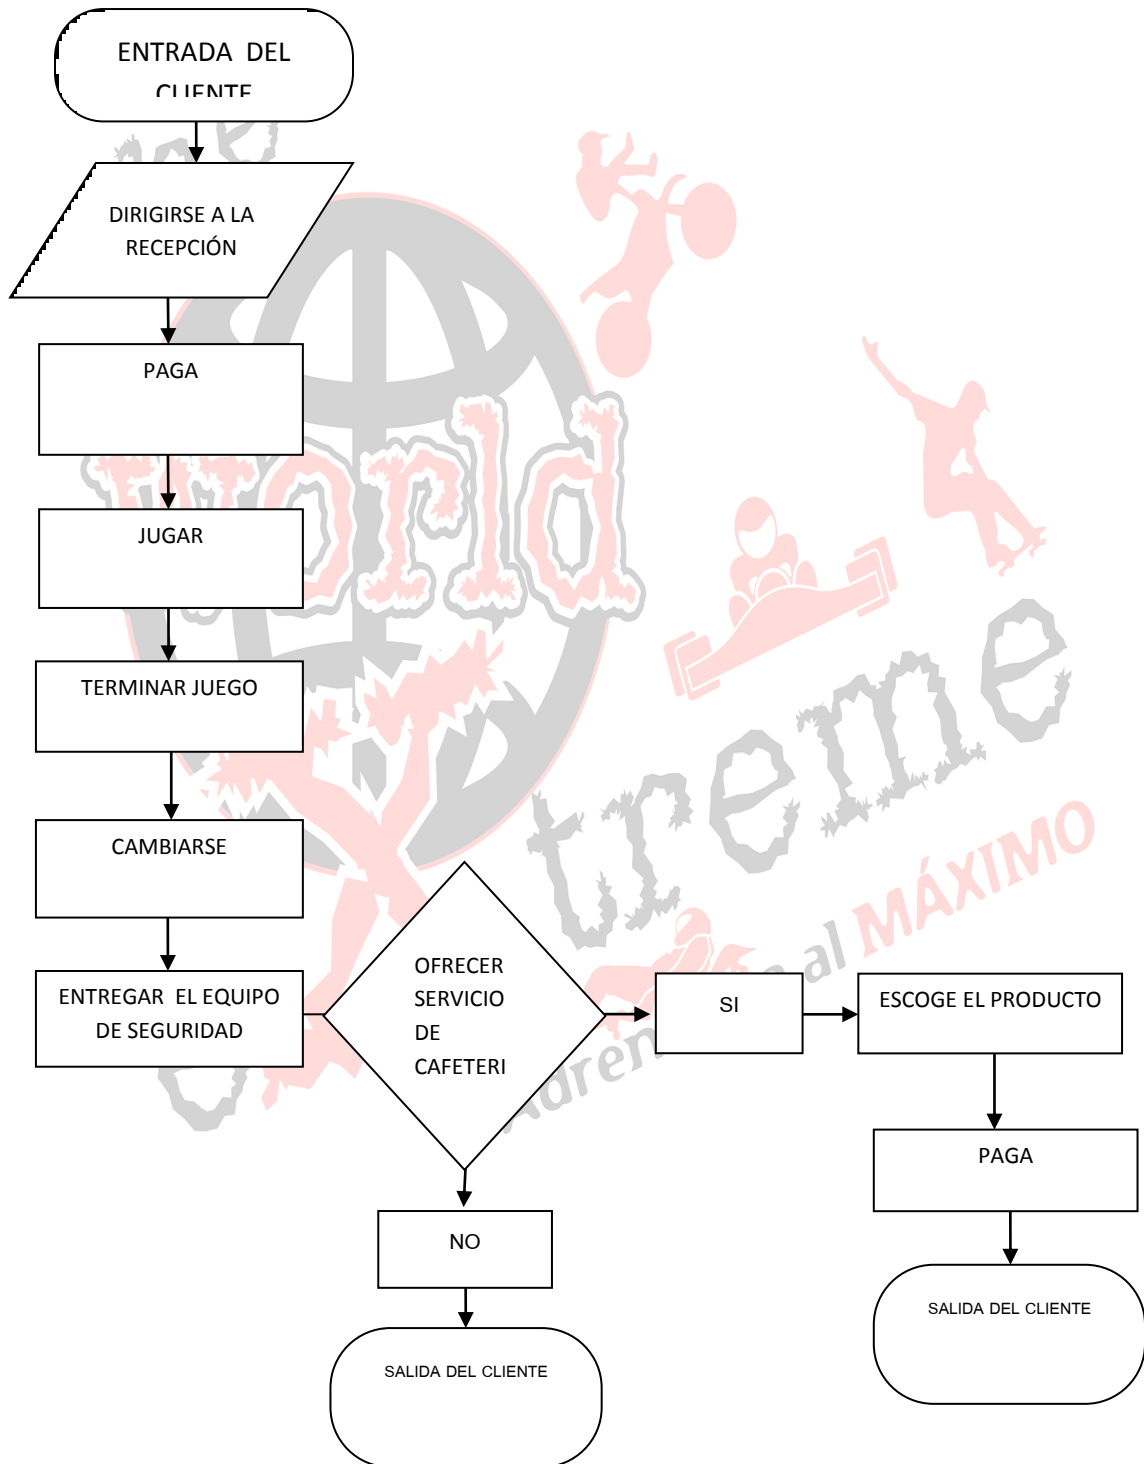 ENTRADA DEL
CLIENTE
DIRIGIRSE A LA
RECEPCIÓN
PAGA
JUGAR
TERMINAR JUEGO
CAMBIARSE
ENTREGAR EL EQUIPO
DE SEGURIDAD
OFRECER
SERVICIO
DE
CAFETERI
SI
ESCOGE EL PRODUCTO
PAGA
SALIDA DEL CLIENTE
NO
SALIDA DEL CLIENTE
world
treme
al MÁXIMO